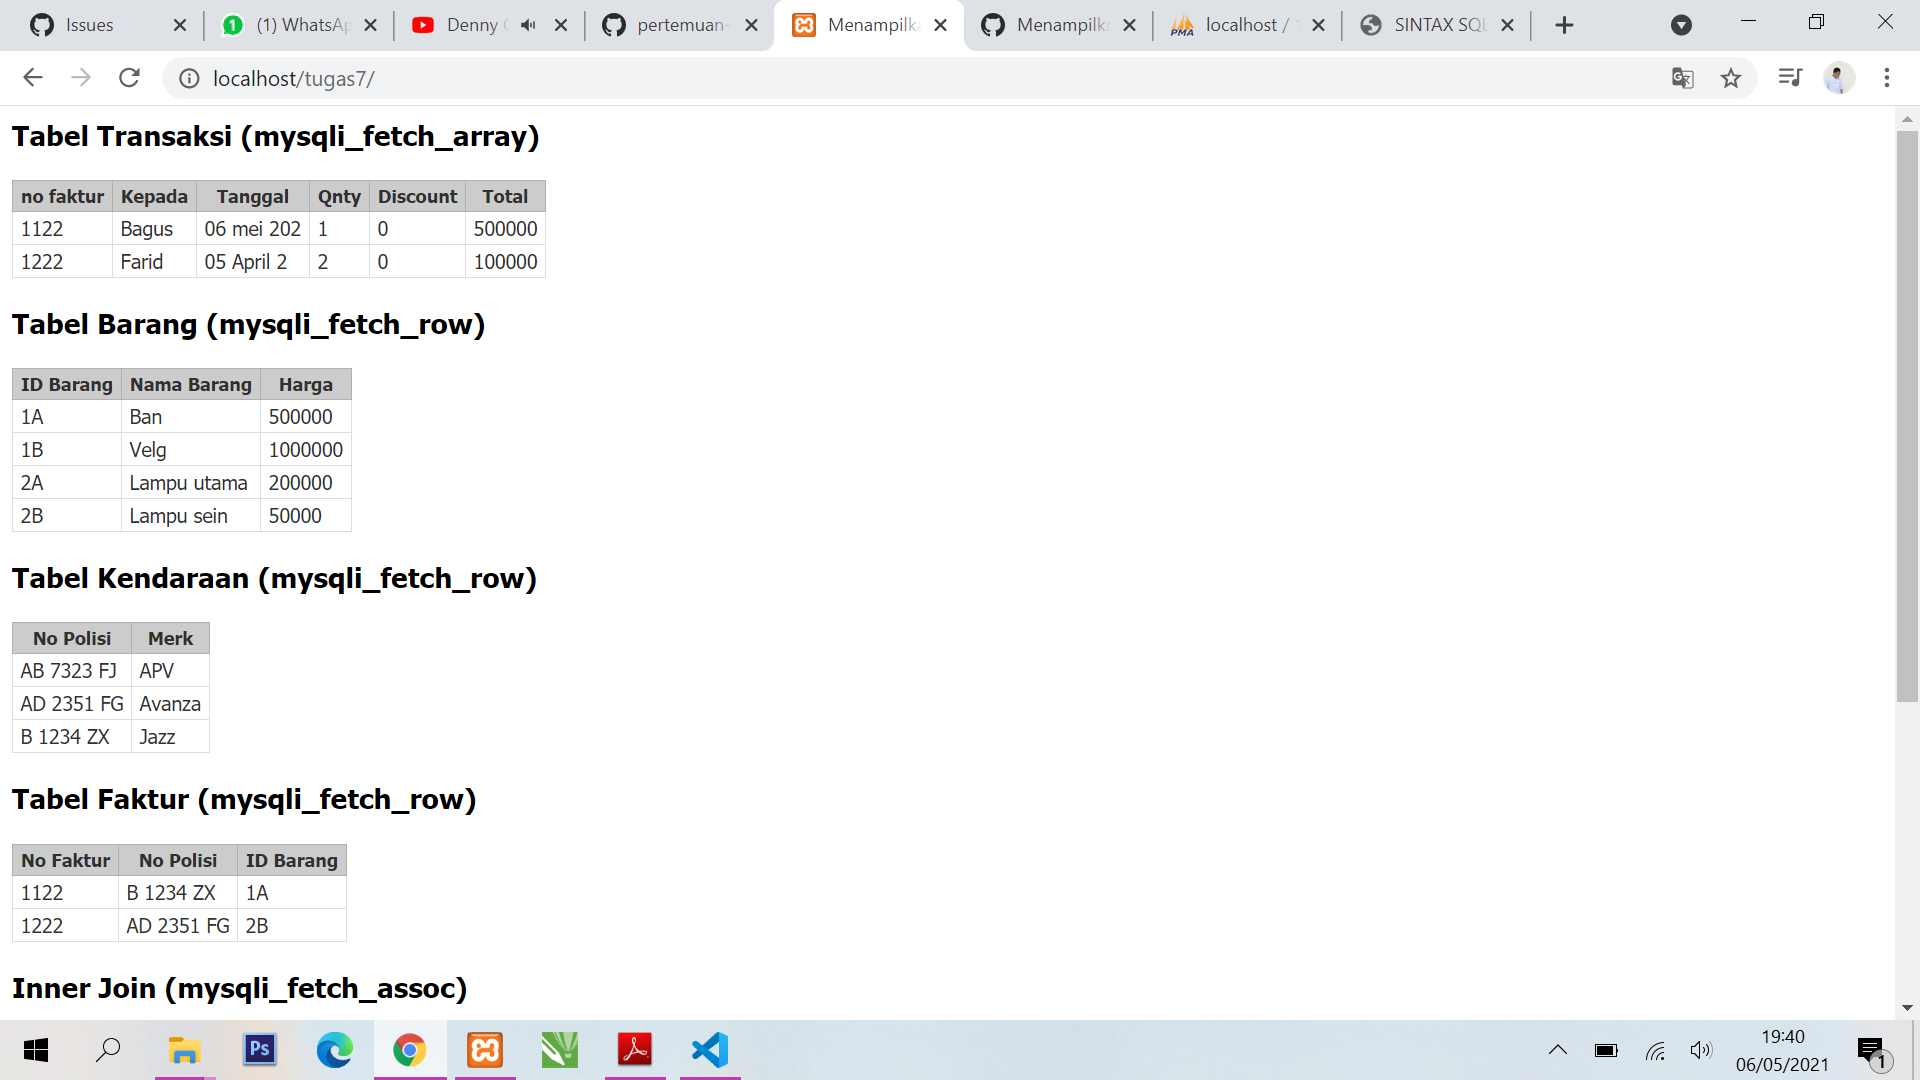 Issues
(1) WhatsAp
Denny
pertemuan-
Menampilk
Menampilk
localhost /
SINTAX SQL
localhost/tugas7/
Tabel Transaksi (mysqli_fetch_array)
no faktur Kepada Tanggal Qnty Discount Total
1122 Bagus 06 mei 202 1 0 500000
1222 Farid 05 April 2 2 0 100000
Tabel Barang (mysqli_fetch_row)
ID Barang Nama Barang Harga
1A Ban 500000
1B Velg 1000000
2A Lampu utama 200000
2B Lampu sein 50000
Tabel Kendaraan (mysqli_fetch_row)
No Polisi Merk
AB 7323 FJ APV
AD 2351 FG Avanza
B 1234 ZX Jazz
Tabel Faktur (mysqli_fetch_row)
No Faktur No Polisi ID Barang
1122 B 1234 ZX 1A
1222 AD 2351 FG 2B
Inner Join (mysqli_fetch_assoc)
Ps
19:40
06/05/2021
1